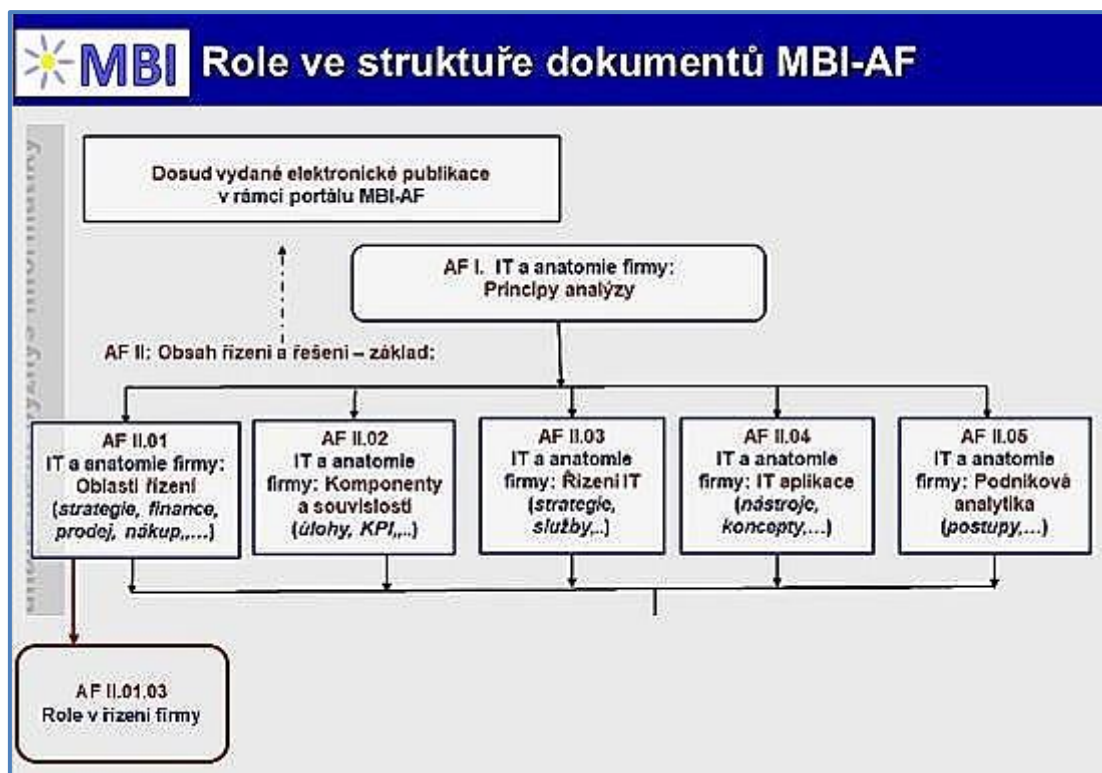 MBI Role ve struktuře dokumentů MBI-AF
Dosud vydané elektronické publikace
v rámci portálu MBI-AF
AF I. IT a anatomie firmy:
Principy analýzy
AF II: Obsah řízení a řešení – základ:
AF II.01
IT a anatomie firmy:
Oblasti řízení
(strategie, finance,
prodej, nákup,,…)
AF II.02
IT a anatomie
firmy: Komponenty
a souvislosti
(úlohy, KPI,,..)
AF II.03
IT a anatomie
firmy: Řízení IT
(strategie,
služby,..)
AF II.04
IT a anatomie
firmy: IT aplikace
(nástroje,
koncepty,…)
AF II.05
IT a anatomie
firmy: Podniková
analytika
(postupy,…)
AF II.01.03
Role v řízení firmy